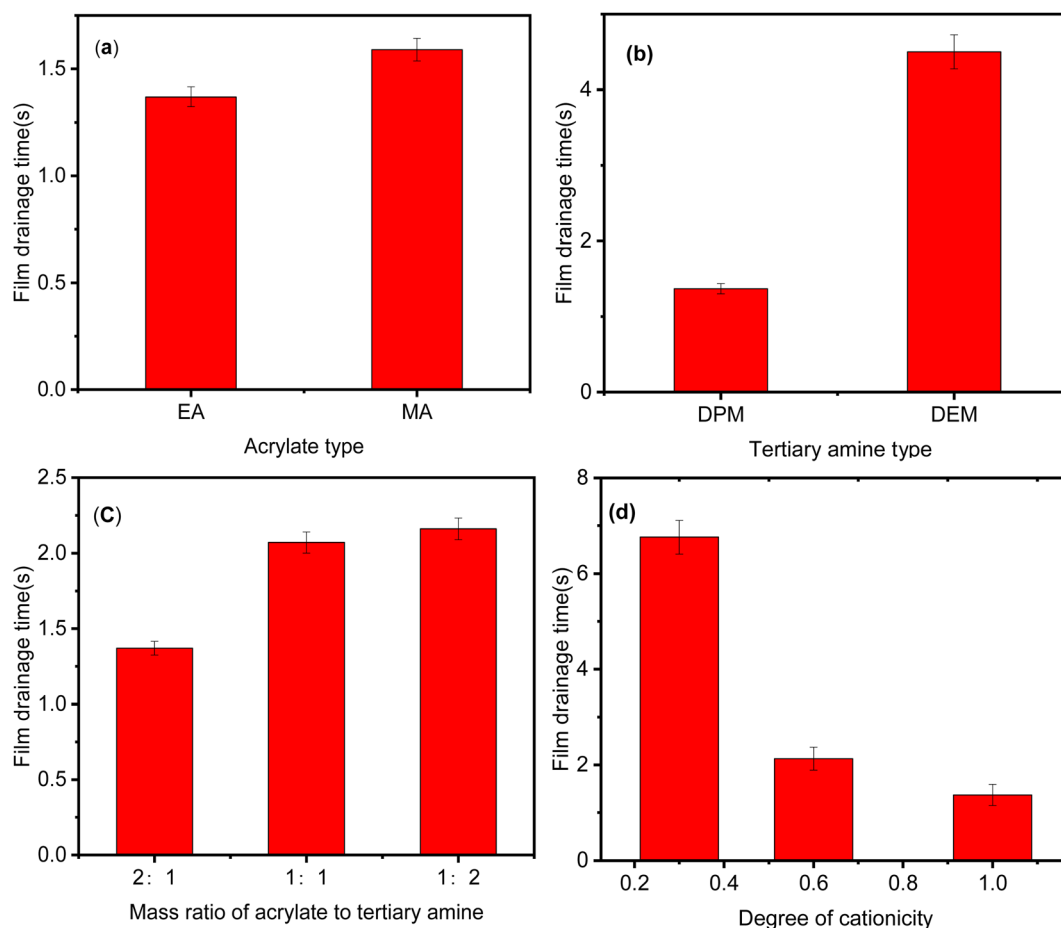 (a)
Film drainage time(s)
1.5
1.0
0.5
0.0
EA MA
Acrylate type
(b)
Film drainage time(s)
4
2
0
DPM DEM
Tertiary amine type
(C)
Film drainage time(s)
2.5
2.0
1.5
1.0
0.5
0.0
2: 1 1: 1 1: 2
Mass ratio of acrylate to tertiary amine
(d)
Film drainage time(s)
8
6
4
2
0
0.2 0.4 0.6 0.8 1.0
Degree of cationicity